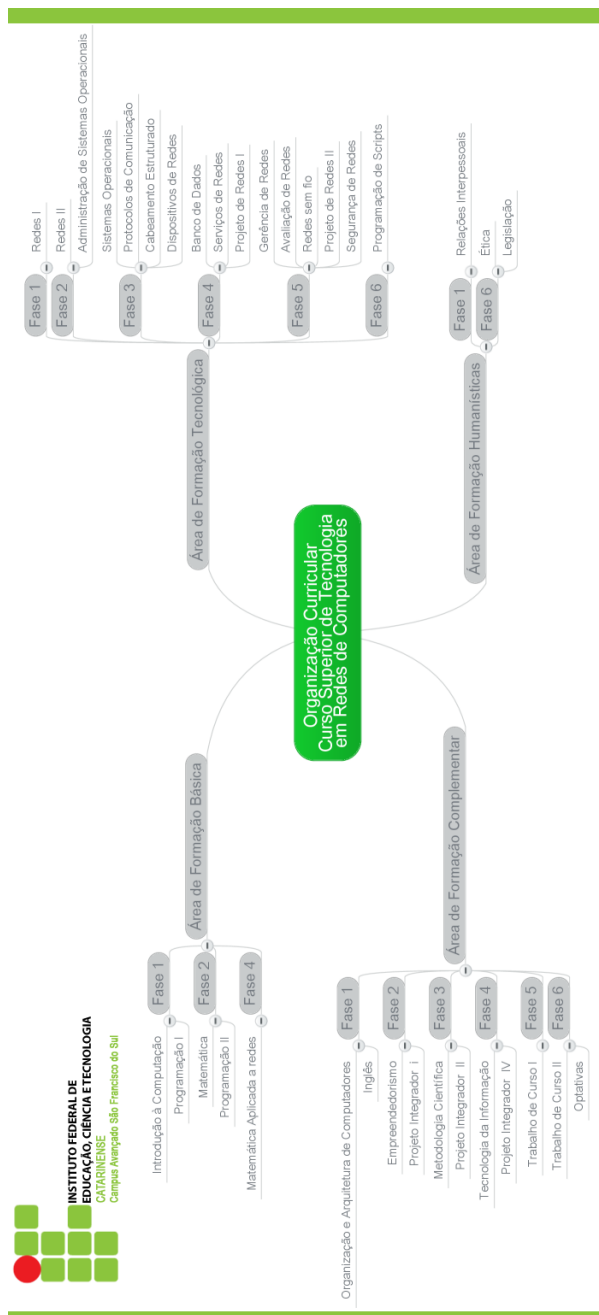 INSTITUTO FEDERAL DE
EDUCAÇÃO, CIÊNCIA E TECNOLOGIA
CATARINENSE
Campus Avançado São Francisco do Sul
Organização Curricular
Curso Superior de Tecnologia
em Redes de Computadores
Área de Formação Básica
Fase 1
Introdução à Computação
Programação I
Fase 2
Matemática
Programação II
Fase 4
Matemática Aplicada a redes
Área de Formação Complementar
Fase 1
Organização e Arquitetura de Computadores
Inglês
Fase 2
Empreendedorismo
Projeto Integrador i
Fase 3
Metodologia Científica
Projeto Integrador II
Fase 4
Tecnologia da Informação
Projeto Integrador IV
Fase 5
Trabalho de Curso I
Fase 6
Trabalho de Curso II
Optativas
Área de Formação Tecnológica
Fase 1
Redes I
Fase 2
Redes II
Administração de Sistemas Operacionais
Fase 3
Sistemas Operacionais
Protocolos de Comunicação
Cabeamento Estruturado
Dispositivos de Redes
Fase 4
Banco de Dados
Serviços de Redes
Projeto de Redes I
Fase 5
Gerência de Redes
Avaliação de Redes
Redes sem fio
Projeto de Redes II
Segurança de Redes
Fase 6
Programação de Scripts
Área de Formação Humanísticas
Fase 1
Relações Interpessoais
Fase 6
Ética
Legislação